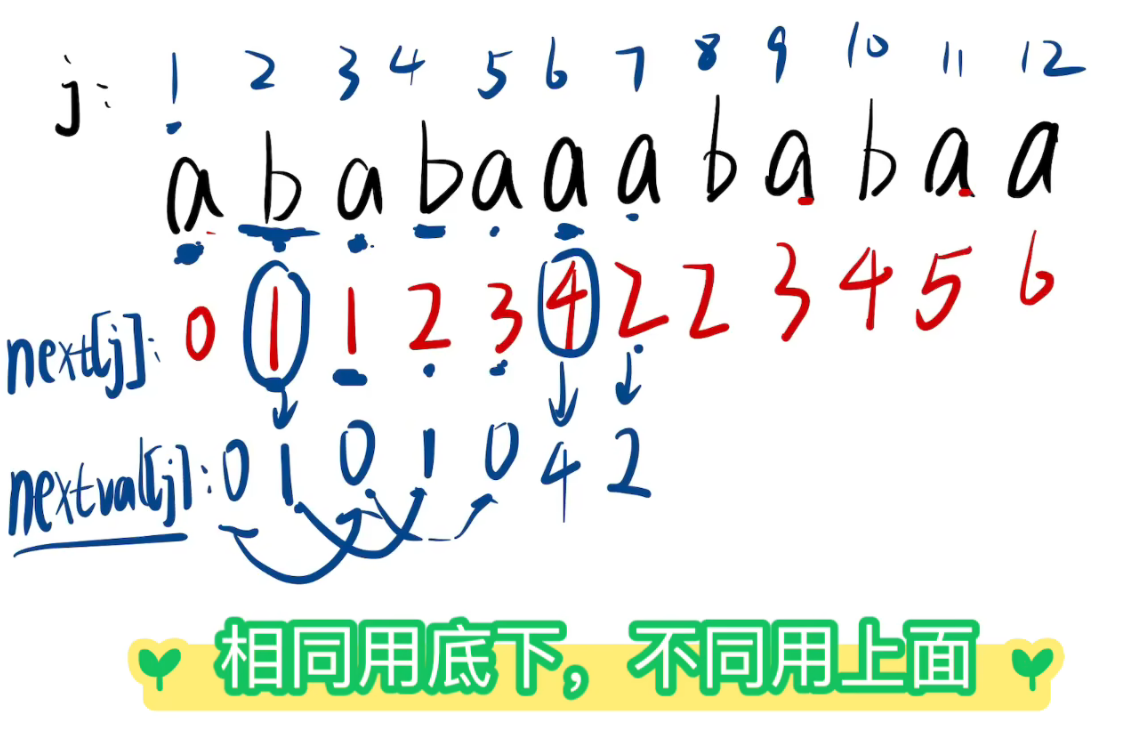 j: 1 2 3 4 5 6 7 8 9 10 11 12
a b a b a a a b a b a a
next[j]: 0 1 1 2 3 4 2 2 3 4 5 6
nextval[j]: 0 1 0 1 0 4 2
相同用底下，不同用上面